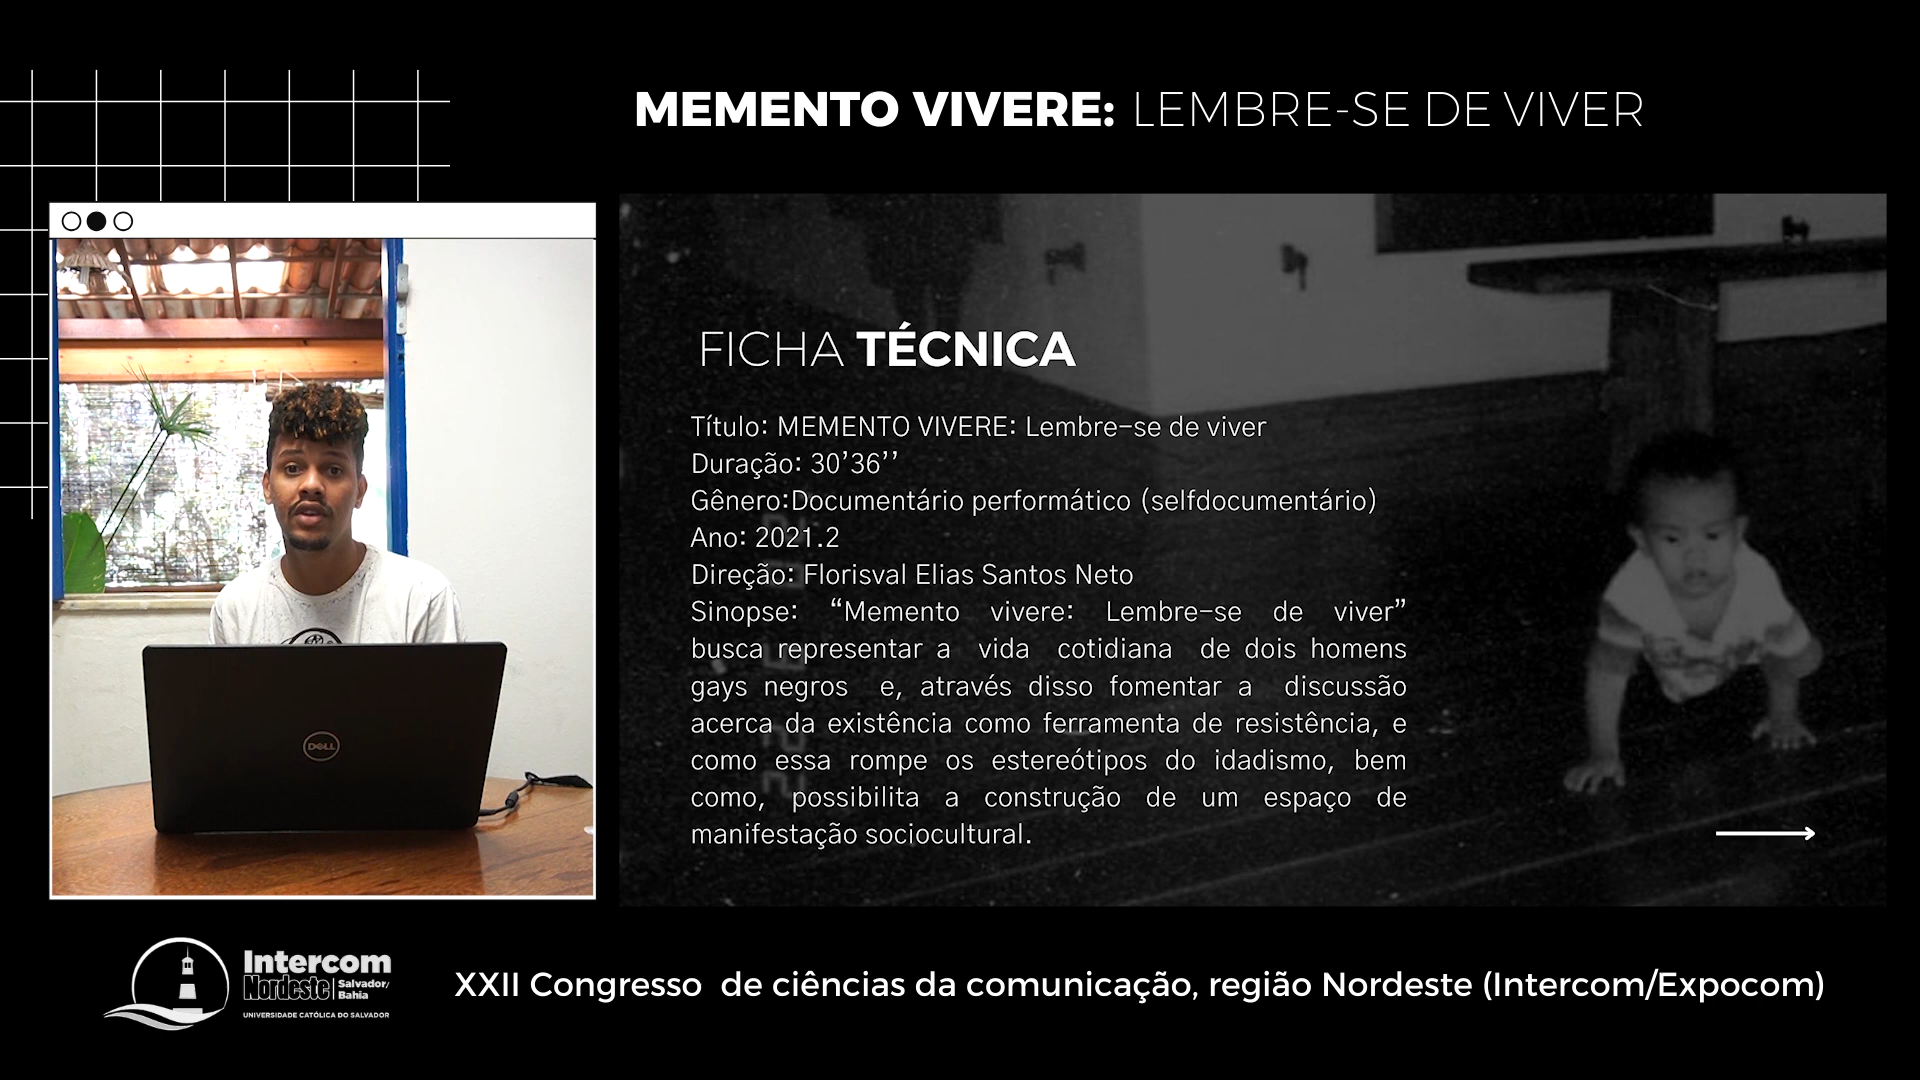 MEMENTO VIVERE: LEMBRE-SE DE VIVER
FICHA TÉCNICA
Título: MEMENTO VIVERE: Lembre-se de viver
Duração: 30’36’’
Gênero:Documentário performático (selfdocumentário)
Ano: 2021.2
Direção: Florisval Elias Santos Neto
Sinopse: “Memento vivere: Lembre-se de viver”
busca representar a vida cotidiana de dois homens
gays negros e, através disso fomentar a discussão
acerca da existência como ferramenta de resistência, e
como essa rompe os estereótipos do idadismo, bem
como, possibilita a construção de um espaço de
manifestação sociocultural.
DELL
Intercom
Nordeste
Salvador/
Bahia
UNIVERSIDADE CATÓLICA DO SALVADOR
XXII Congresso de ciências da comunicação, região Nordeste (Intercom/Expocom)